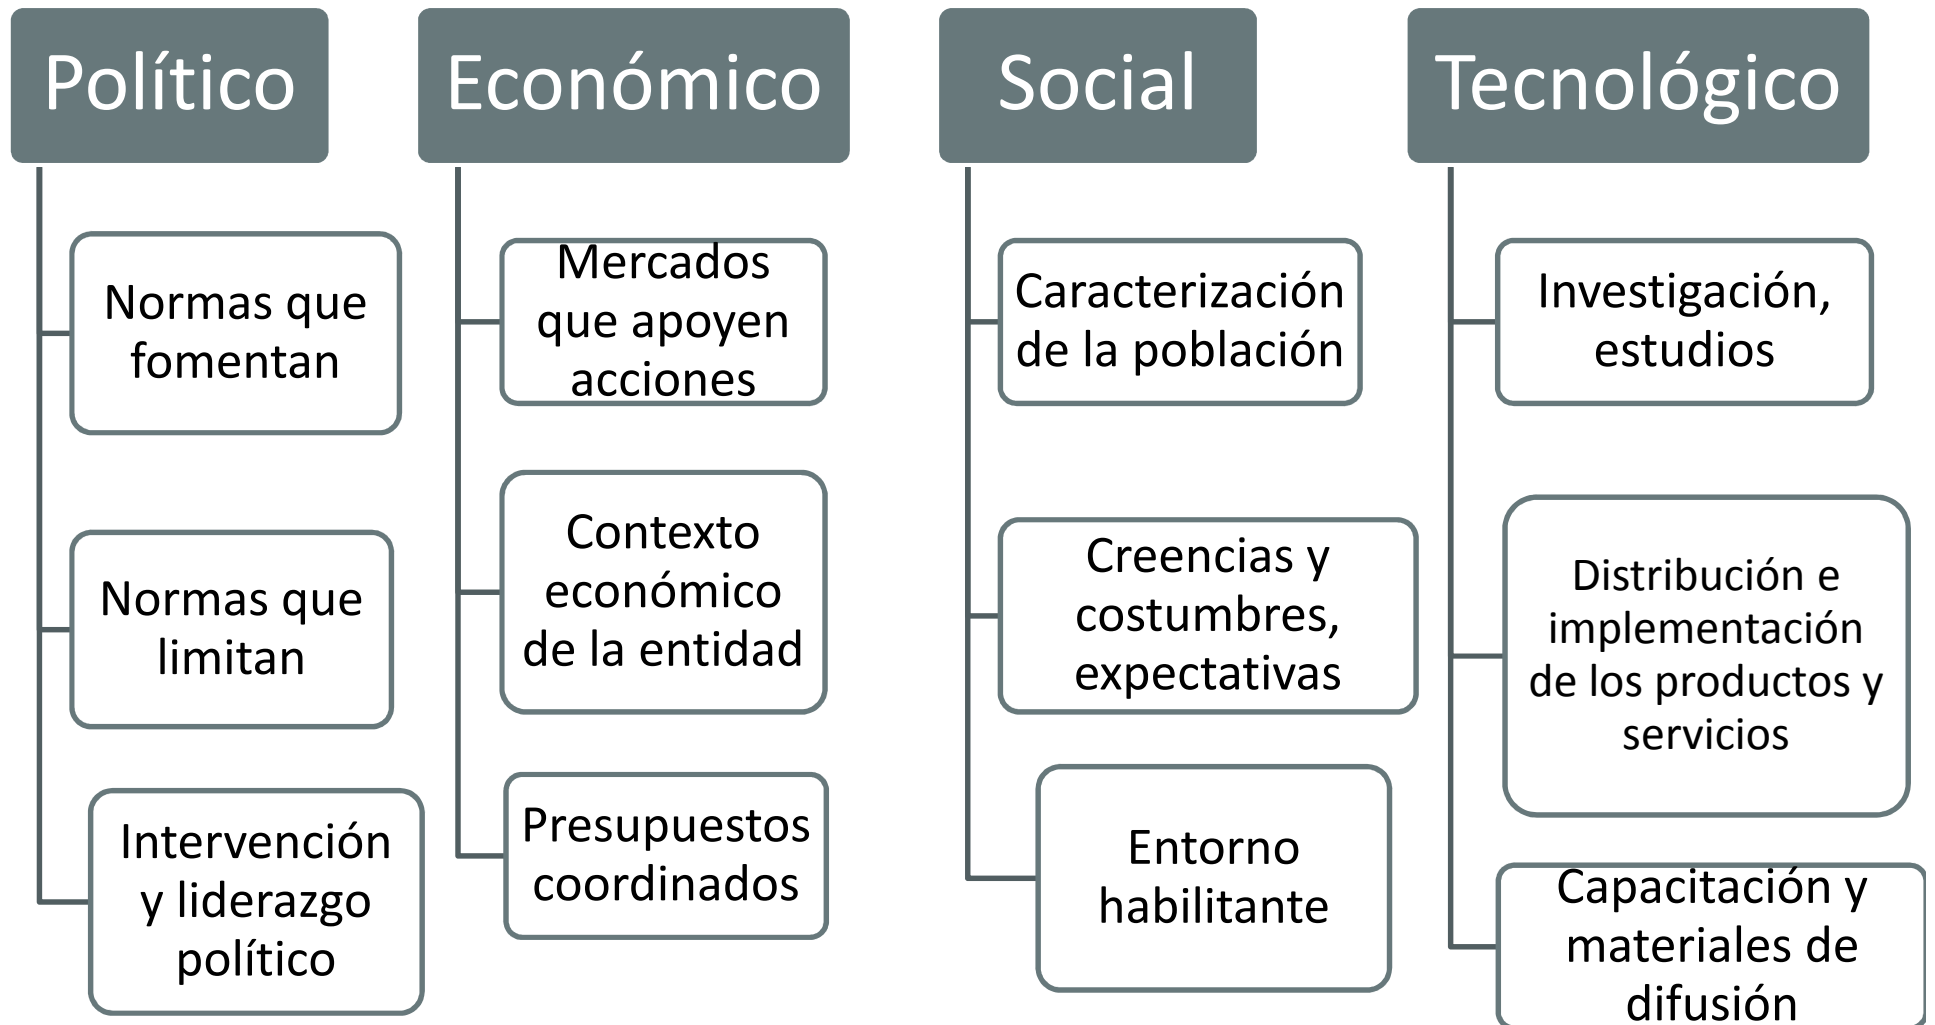 Político
Normas que
fomentan
Normas que
limitan
Intervención
y liderazgo
político
Económico
Mercados
que apoyen
acciones
Contexto
económico
de la entidad
Presupuestos
coordinados
Social
Caracterización
de la población
Creencias y
costumbres,
expectativas
Entorno
habilitante
Tecnológico
Investigación,
estudios
Distribución e
implementación
de los productos y
servicios
Capacitación y
materiales de
difusión